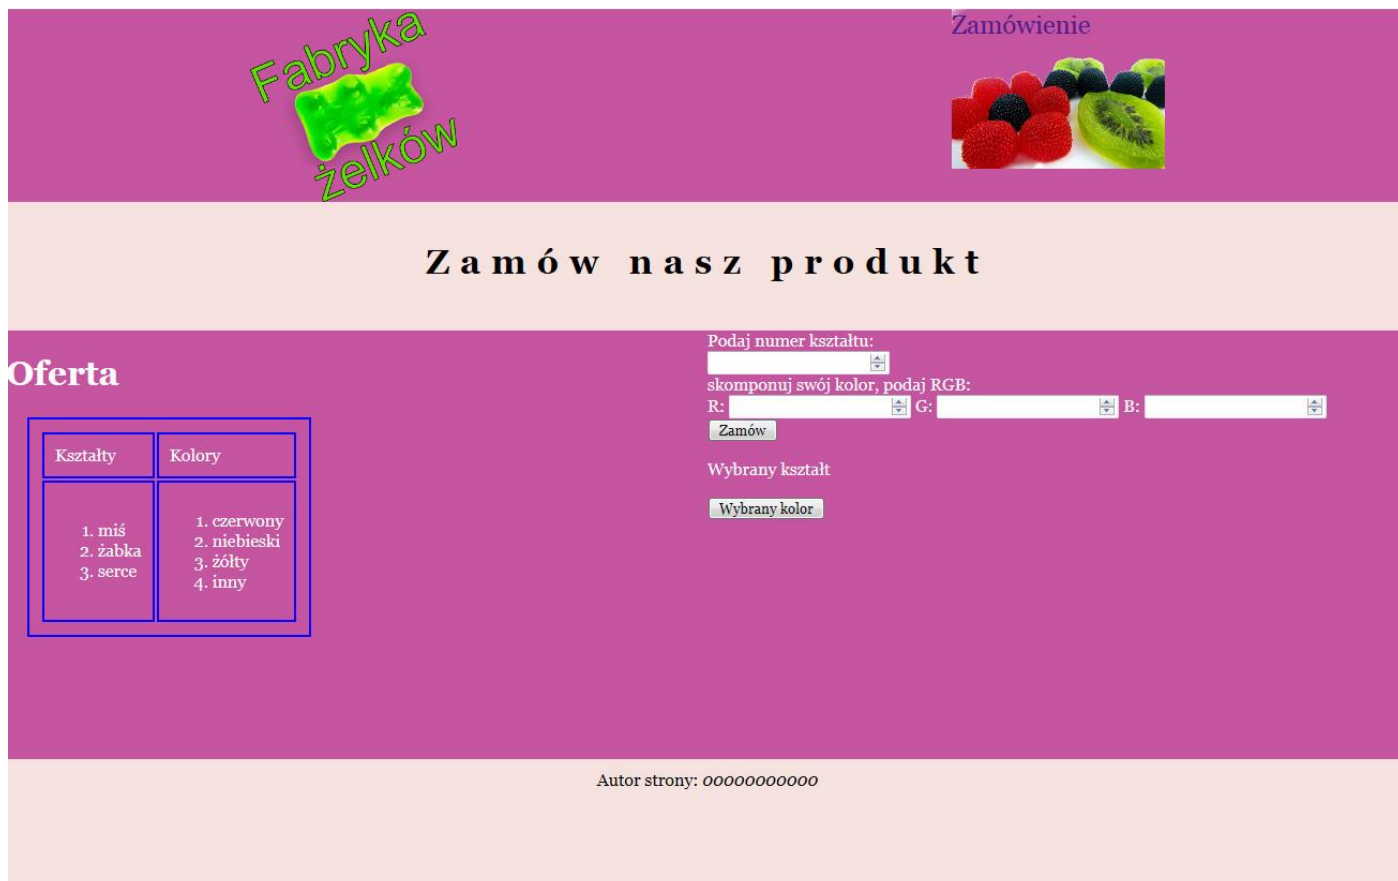 Fabryka
żelków
Zamówienie
Zamów nasz produkt
Oferta
Kształty Kolory
1. miś
2. żabka
3. serce
1. czerwony
2. niebieski
3. żółty
4. inny
Podaj numer kształtu:
skomponuj swój kolor, podaj RGB:
R: G: B:
Zamów
Wybrany kształt
Wybrany kolor
Autor strony: 00000000000